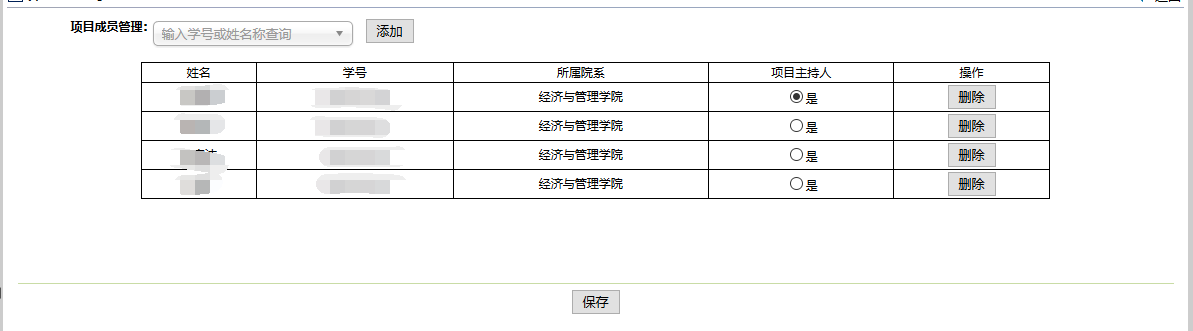 项目成员管理：
输入学号或姓名称查询
添加
姓名 学号 所属院系 项目主持人 操作
经济与管理学院 是 删除
经济与管理学院 是 删除
经济与管理学院 是 删除
经济与管理学院 是 删除
保存